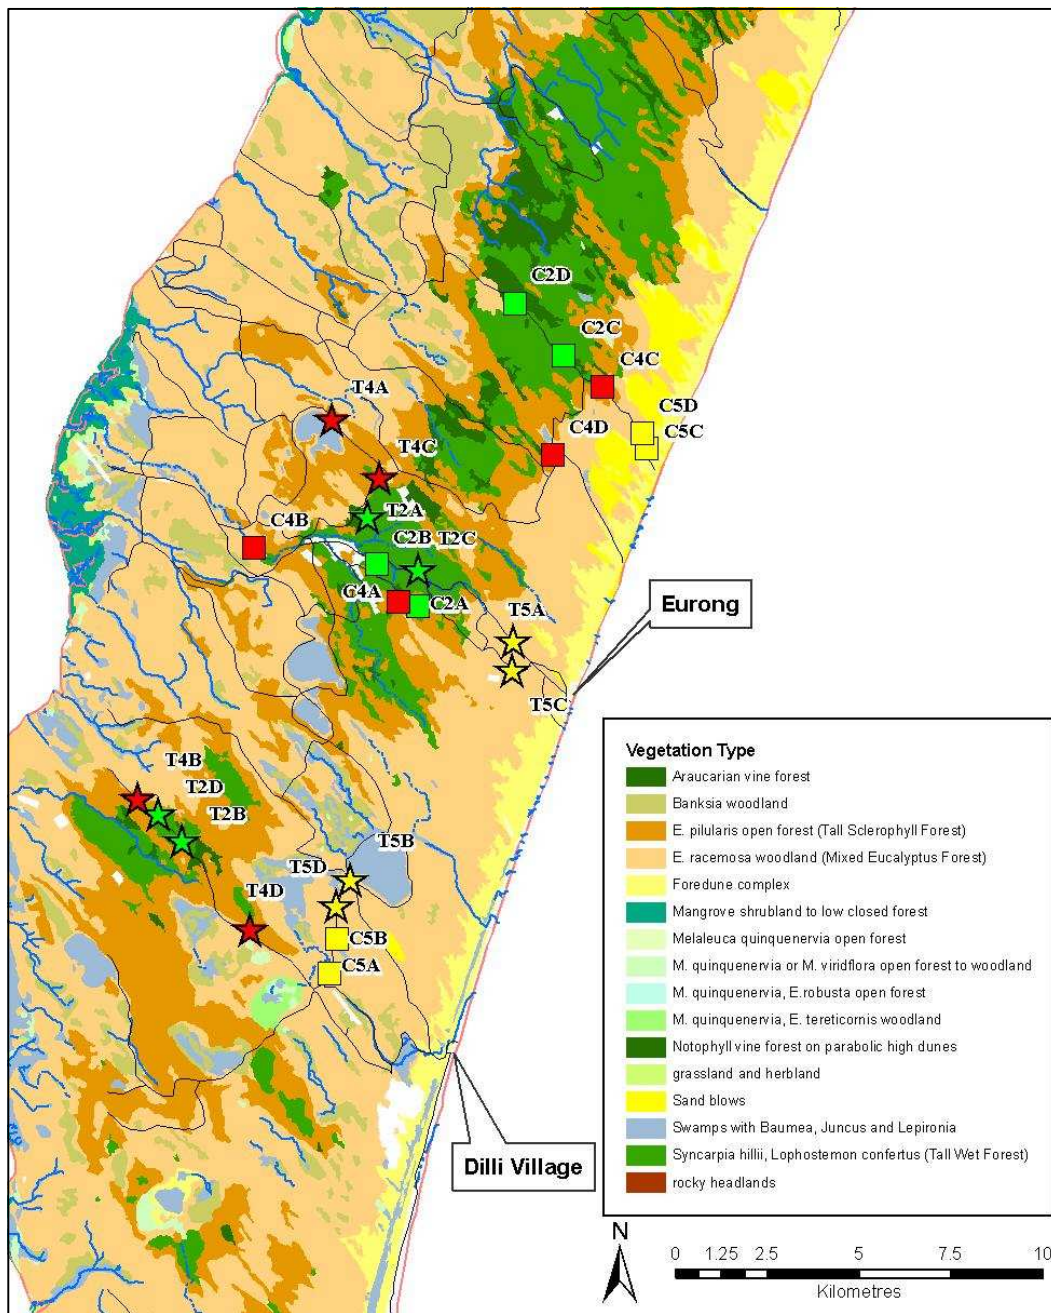 C2D
C2C
C4C
T4A
C5D
C5C
C4D
T4C
T2A
C4B
C2B
T2C
C4A
C2A
T5A
Eurong
T5C
T4B
T2D
T2B
T5B
T5D
T4D
C5B
C5A
Dilli Village
Vegetation Type
Araucarian vine forest
Banksia woodland
E. pilularis open forest (Tall Sclerophyll Forest)
E. racemosa woodland (Mixed Eucalyptus Forest)
Foredune complex
Mangrove shrubland to low closed forest
Melaleuca quinquenervia open forest
M. quinquenervia or M. viridflora open forest to woodland
M. quinquenervia, E.robusta open forest
M. quinquenervia, E. tereticornis woodland
Notophyll vine forest on parabolic high dunes
grassland and herbland
Sand blows
Swamps with Baumea, Juncus and Lepironia
Syncarpia hillii, Lophostemon confertus (Tall Wet Forest)
rocky headlands
N
0 1.25 2.5 5 7.5 10
Kilometres